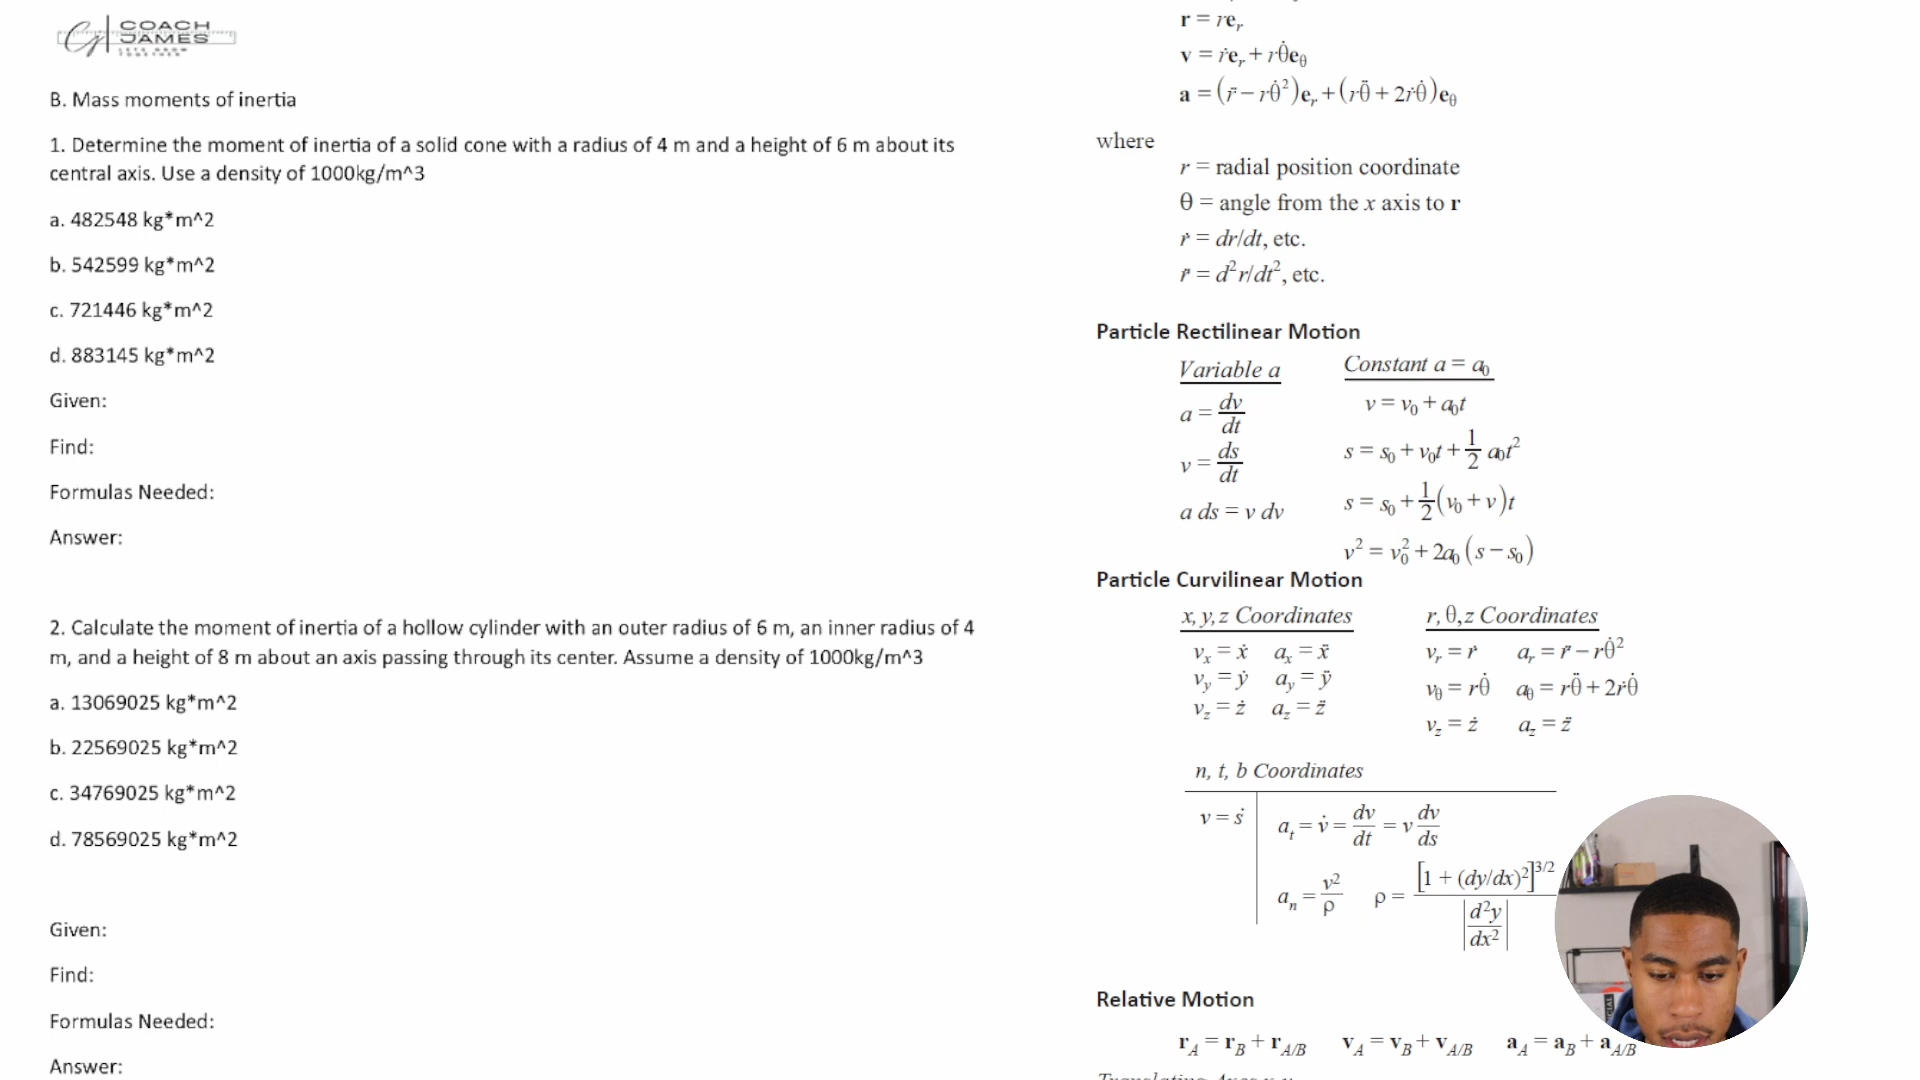 COACH
JAMES
LETS GROW
TOGETHER
B. Mass moments of inertia
1. Determine the moment of inertia of a solid cone with a radius of 4 m and a height of 6 m about its
central axis. Use a density of 1000kg/m^3
a. 482548 kg*m^2
b. 542599 kg*m^2
c. 721446 kg*m^2
d. 883145 kg*m^2
Given:
Find:
Formulas Needed:
Answer:
2. Calculate the moment of inertia of a hollow cylinder with an outer radius of 6 m, an inner radius of 4
m, and a height of 8 m about an axis passing through its center. Assume a density of 1000kg/m^3
a. 13069025 kg*m^2
b. 22569025 kg*m^2
c. 34769025 kg*m^2
d. 78569025 kg*m^2
Given:
Find:
Formulas Needed:
Answer:
r = re_r
v = ṙe_r + rθ̇e_θ
a = (r̈ − rθ̇²)e_r + (rθ̈ + 2ṙθ̇)e_θ
where
r = radial position coordinate
θ = angle from the x axis to r
ṙ = dr/dt, etc.
r̈ = d²r/dt², etc.
Particle Rectilinear Motion
Variable a
a = dv/dt
v = ds/dt
a ds = v dv
Constant a = a₀
v = v₀ + a₀t
s = s₀ + v₀t + 1/2 a₀t²
s = s₀ + 1/2(v₀ + v)t
v² = v₀² + 2a₀(s − s₀)
Particle Curvilinear Motion
x, y, z Coordinates
v_x = ẋ a_x = ẍ
v_y = ẏ a_y = ÿ
v_z = ż a_z = z̈
r, θ, z Coordinates
v_r = ṙ a_r = r̈ − rθ̇²
v_θ = rθ̇ a_θ = rθ̈ + 2ṙθ̇
v_z = ż a_z = z̈
n, t, b Coordinates
v = ṡ
a_t = v̇ = dv/dt = v dv/ds
a_n = v²/ρ ρ = [1 + (dy/dx)²]^3/2 / |d²y/dx²|
Relative Motion
r_A = r_B + r_A/B v_A = v_B + v_A/B a_A = a_B + a_A/B